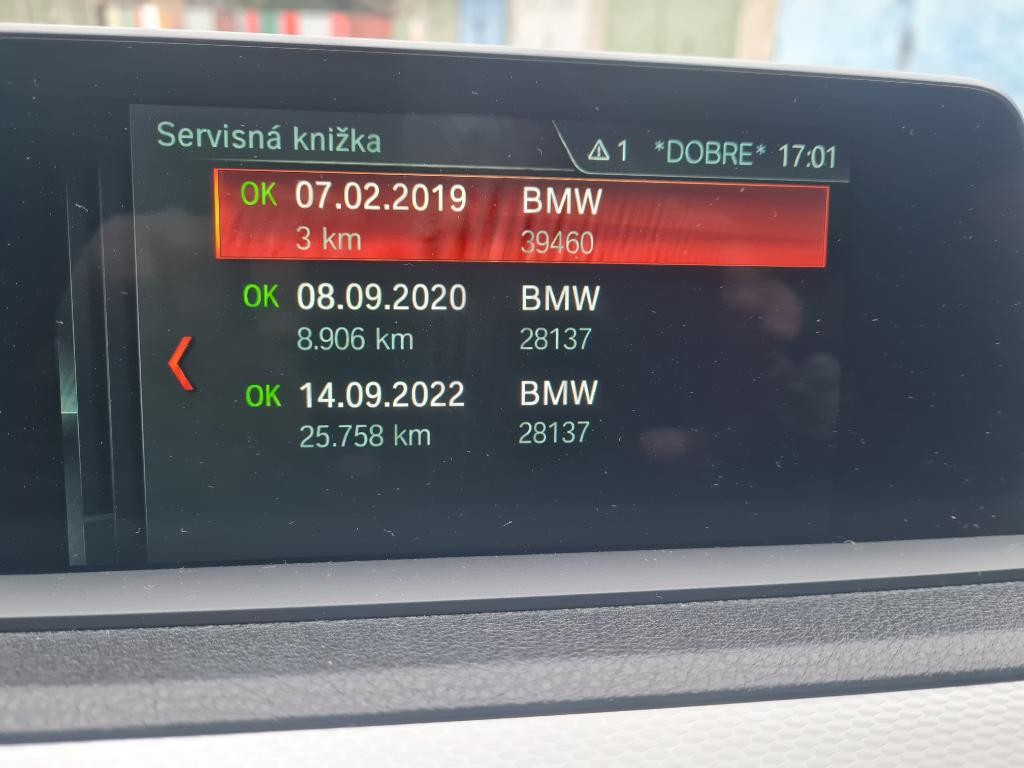 Servisná knižka
1 *DOBRE* 17:01
OK 07.02.2019 BMW
3 km 39460
OK 08.09.2020 BMW
8.906 km 28137
OK 14.09.2022 BMW
25.758 km 28137